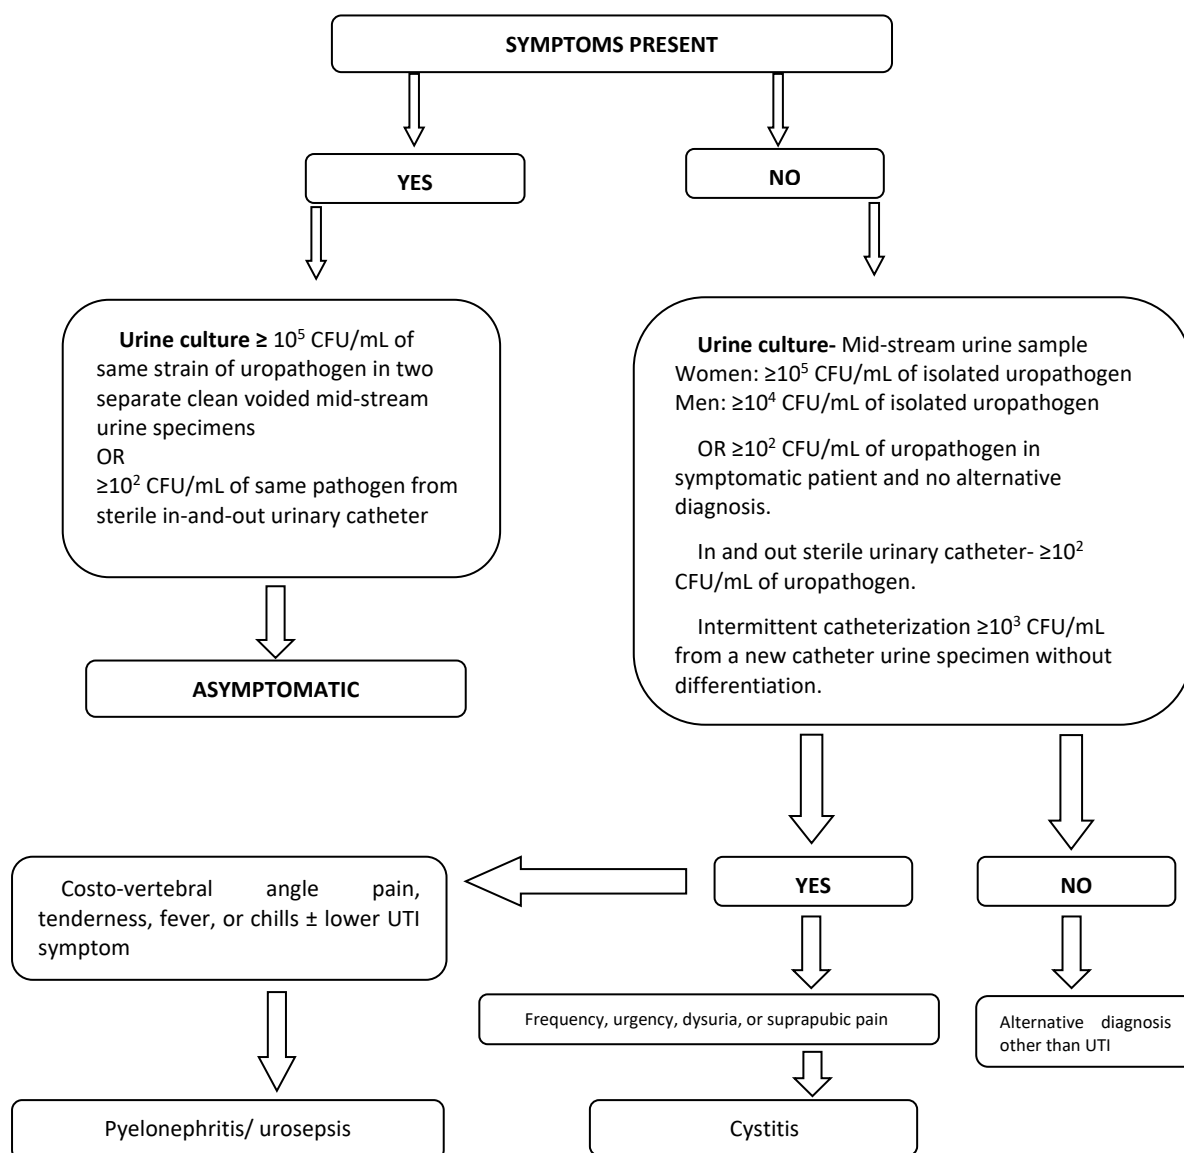 SYMPTOMS PRESENT
YES
NO
Urine culture ≥ 10⁵ CFU/mL of
same strain of uropathogen in two
separate clean voided mid-stream
urine specimens
OR
≥10² CFU/mL of same pathogen from
sterile in-and-out urinary catheter
Urine culture- Mid-stream urine sample
Women: ≥10⁵ CFU/mL of isolated uropathogen
Men: ≥10⁴ CFU/mL of isolated uropathogen
OR ≥10² CFU/mL of uropathogen in
symptomatic patient and no alternative
diagnosis.
In and out sterile urinary catheter- ≥10²
CFU/mL of uropathogen.
Intermittent catheterization ≥10³ CFU/mL
from a new catheter urine specimen without
differentiation.
ASYMPTOMATIC
YES
NO
Costo-vertebral angle pain,
tenderness, fever, or chills ± lower UTI
symptom
Frequency, urgency, dysuria, or suprapubic pain
Alternative diagnosis
other than UTI
Pyelonephritis/ urosepsis
Cystitis